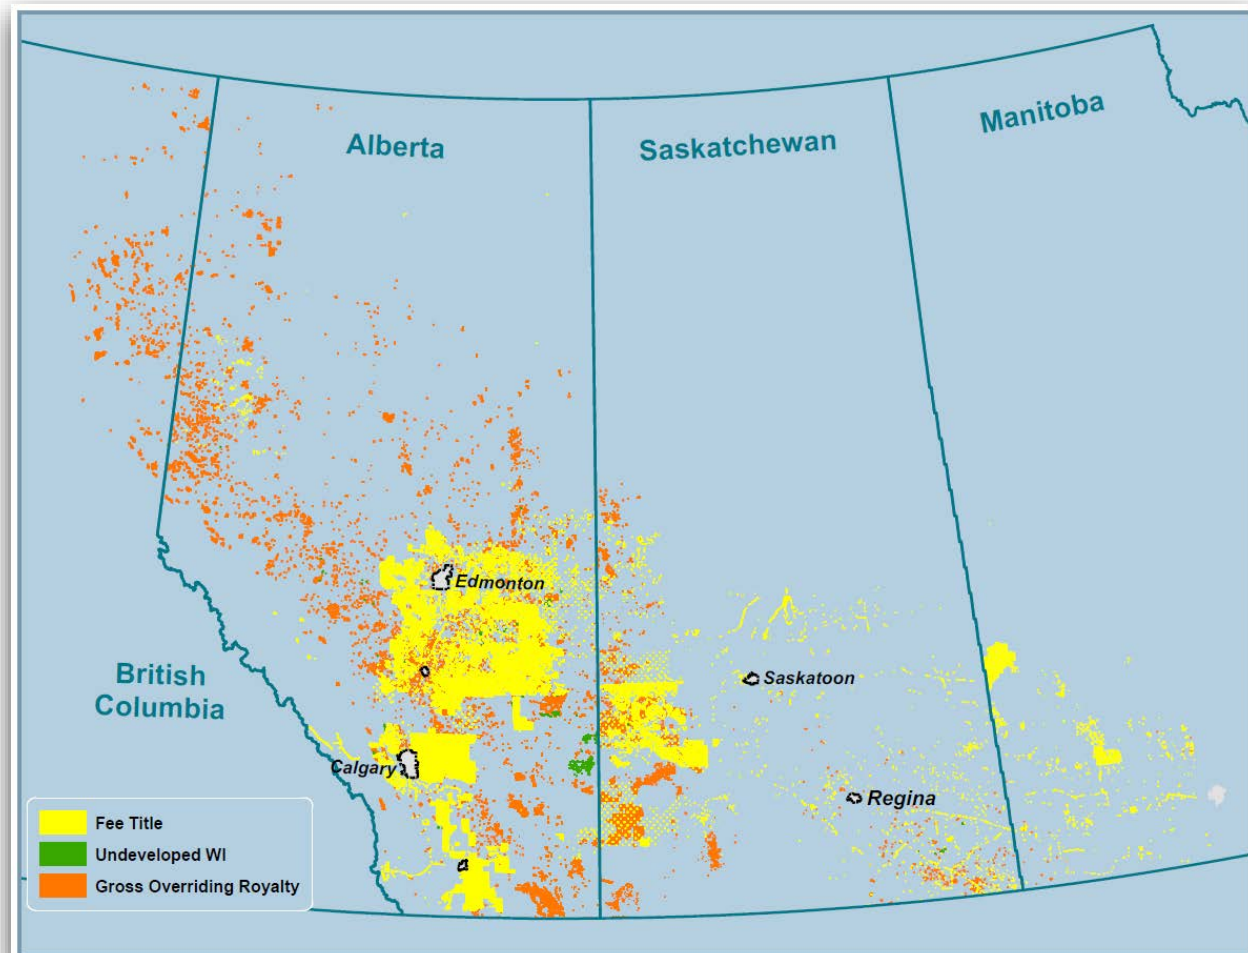 Alberta
Saskatchewan
Manitoba
Edmonton
British
Columbia
Saskatoon
Calgary
Regina
Fee Title
Undeveloped WI
Gross Overriding Royalty